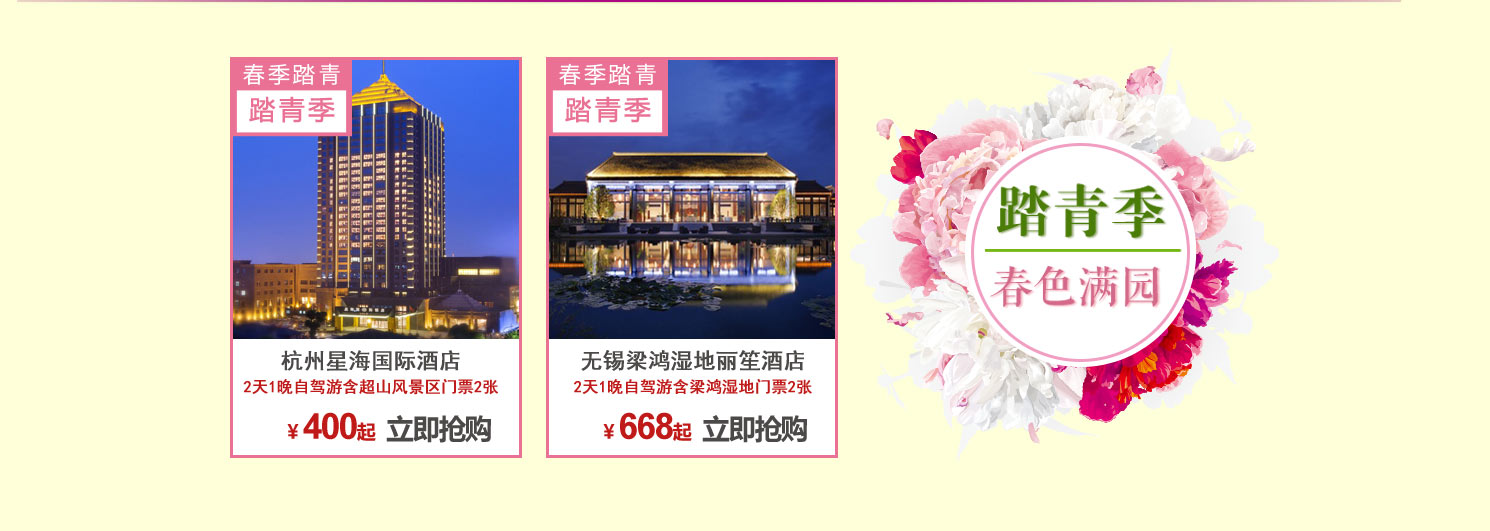 春季踏青
踏青季
杭州星海国际酒店
2天1晚自驾游含超山风景区门票2张
¥400起 立即抢购
春季踏青
踏青季
无锡梁鸿湿地丽笙酒店
2天1晚自驾游含梁鸿湿地门票2张
¥668起 立即抢购
踏青季
春色满园